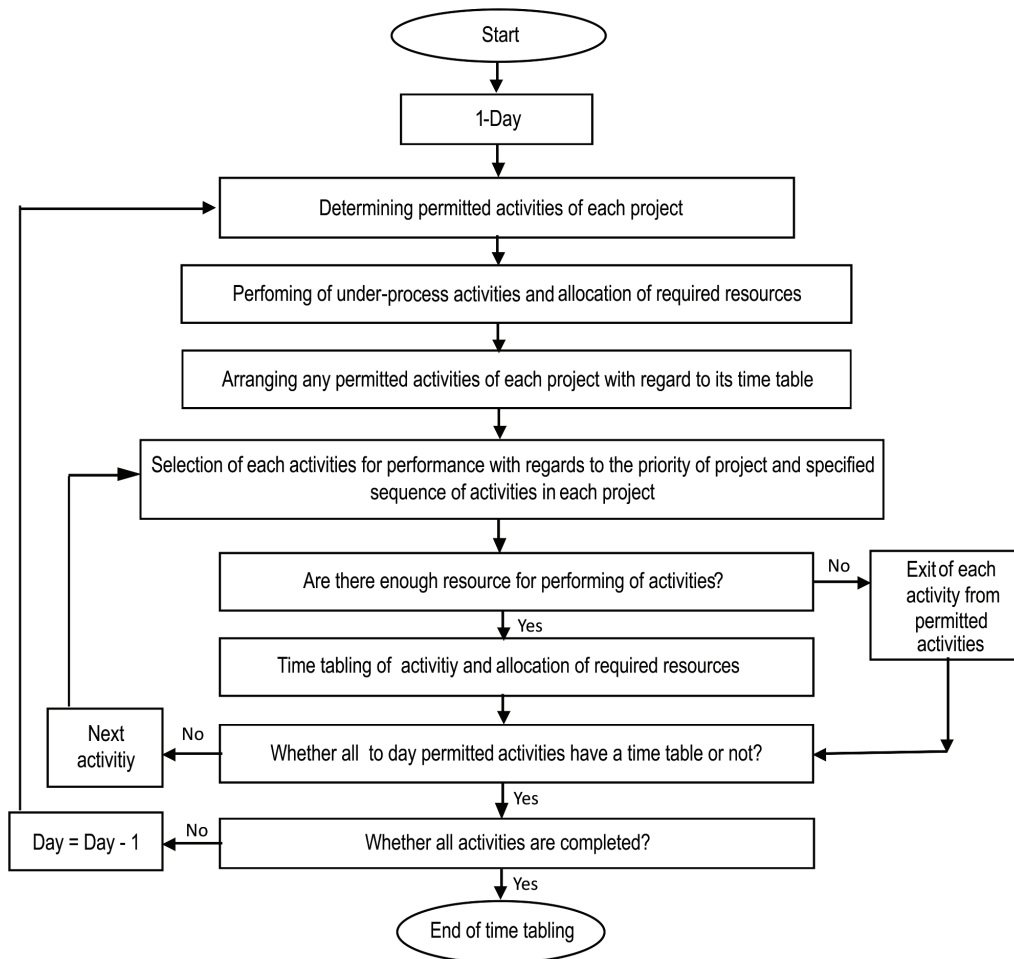 Start
1-Day
Determining permitted activities of each project
Perfoming of under-process activities and allocation of required resources
Arranging any permitted activities of each project with regard to its time table
Selection of each activities for performance with regards to the priority of project and specified
sequence of activities in each project
Are there enough resource for performing of activities?
No
Exit of each
activity from
permitted
activities
Yes
Time tabling of activitiy and allocation of required resources
Next
activitiy
No
Whether all to day permitted activities have a time table or not?
Yes
Day = Day - 1
No
Whether all activities are completed?
Yes
End of time tabling